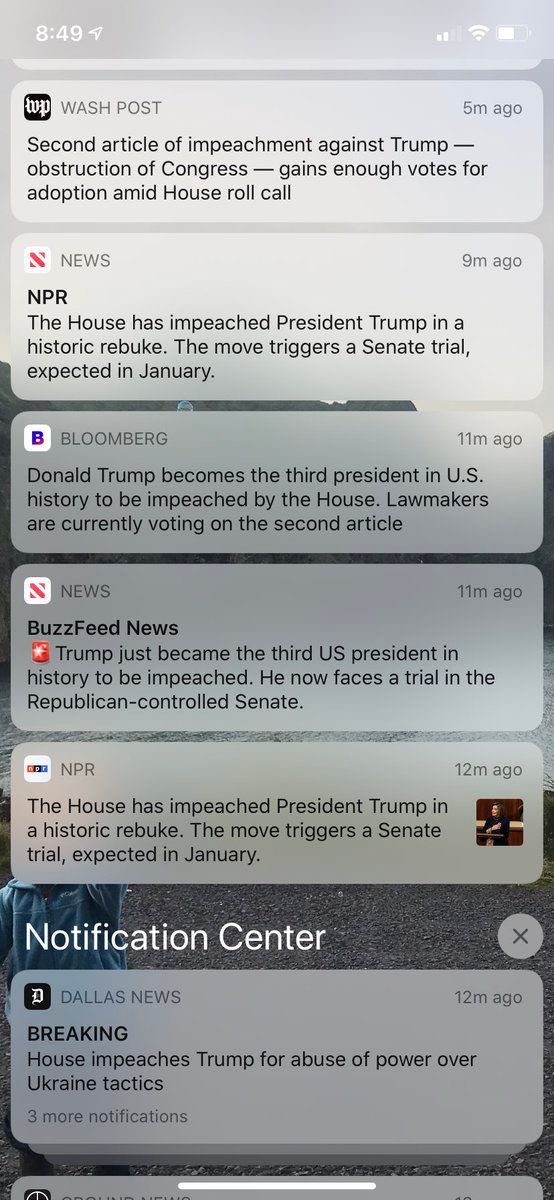 8:49
WASH POST 5m ago
Second article of impeachment against Trump —
obstruction of Congress — gains enough votes for
adoption amid House roll call
NEWS 9m ago
NPR
The House has impeached President Trump in a
historic rebuke. The move triggers a Senate trial,
expected in January.
B BLOOMBERG 11m ago
Donald Trump becomes the third president in U.S.
history to be impeached by the House. Lawmakers
are currently voting on the second article
NEWS 11m ago
BuzzFeed News
🚨 Trump just became the third US president in
history to be impeached. He now faces a trial in the
Republican-controlled Senate.
npr NPR 12m ago
The House has impeached President Trump in
a historic rebuke. The move triggers a Senate
trial, expected in January.
Notification Center
D DALLAS NEWS 12m ago
BREAKING
House impeaches Trump for abuse of power over
Ukraine tactics
3 more notifications
GROUND NEWS